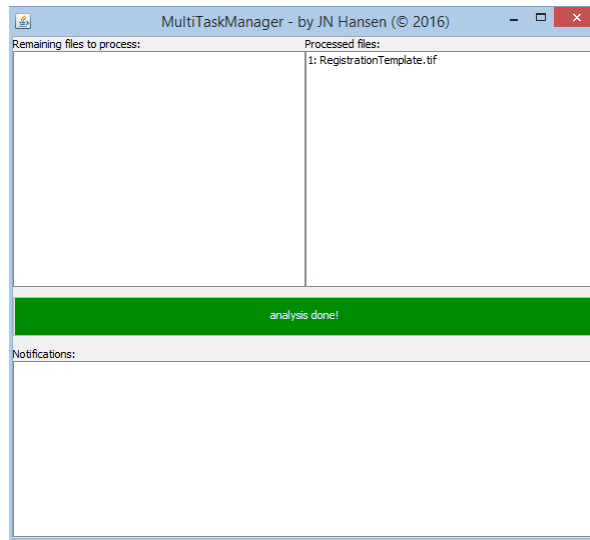 MultiTaskManager - by JN Hansen (© 2016)
Remaining files to process:
Processed files:
1: RegistrationTemplate.tif
analysis done!
Notifications: